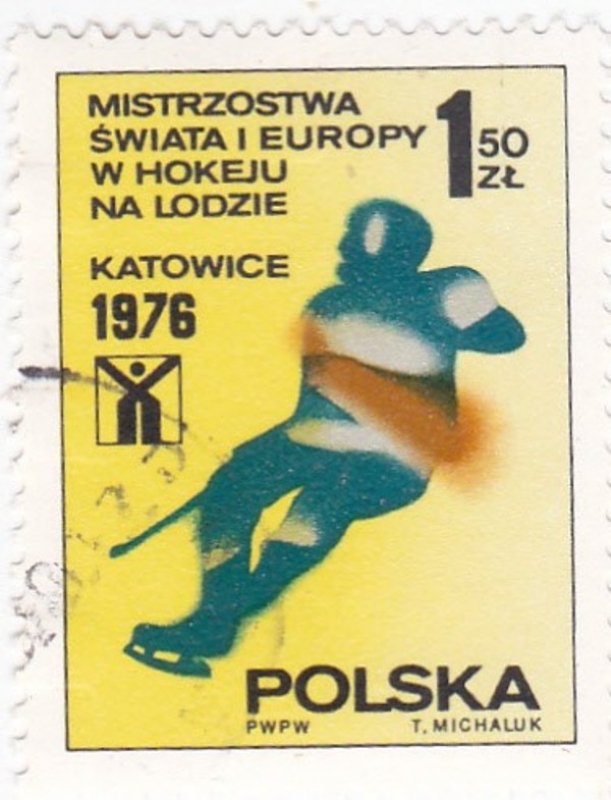 MISTRZOSTWA
ŚWIATA I EUROPY
W HOKEJU
NA LODZIE
1 50
ZŁ
KATOWICE
1976
POLSKA
PWPW T. MICHALUK